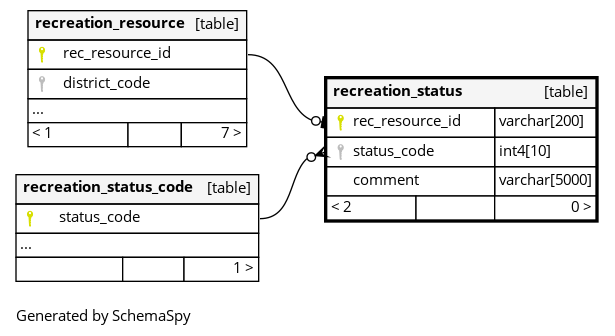 recreation_resource [table]
rec_resource_id
district_code
...
< 1 7 >
recreation_status [table]
rec_resource_id varchar[200]
status_code int4[10]
comment varchar[5000]
< 2 0 >
recreation_status_code [table]
status_code
...
1 >
Generated by SchemaSpy